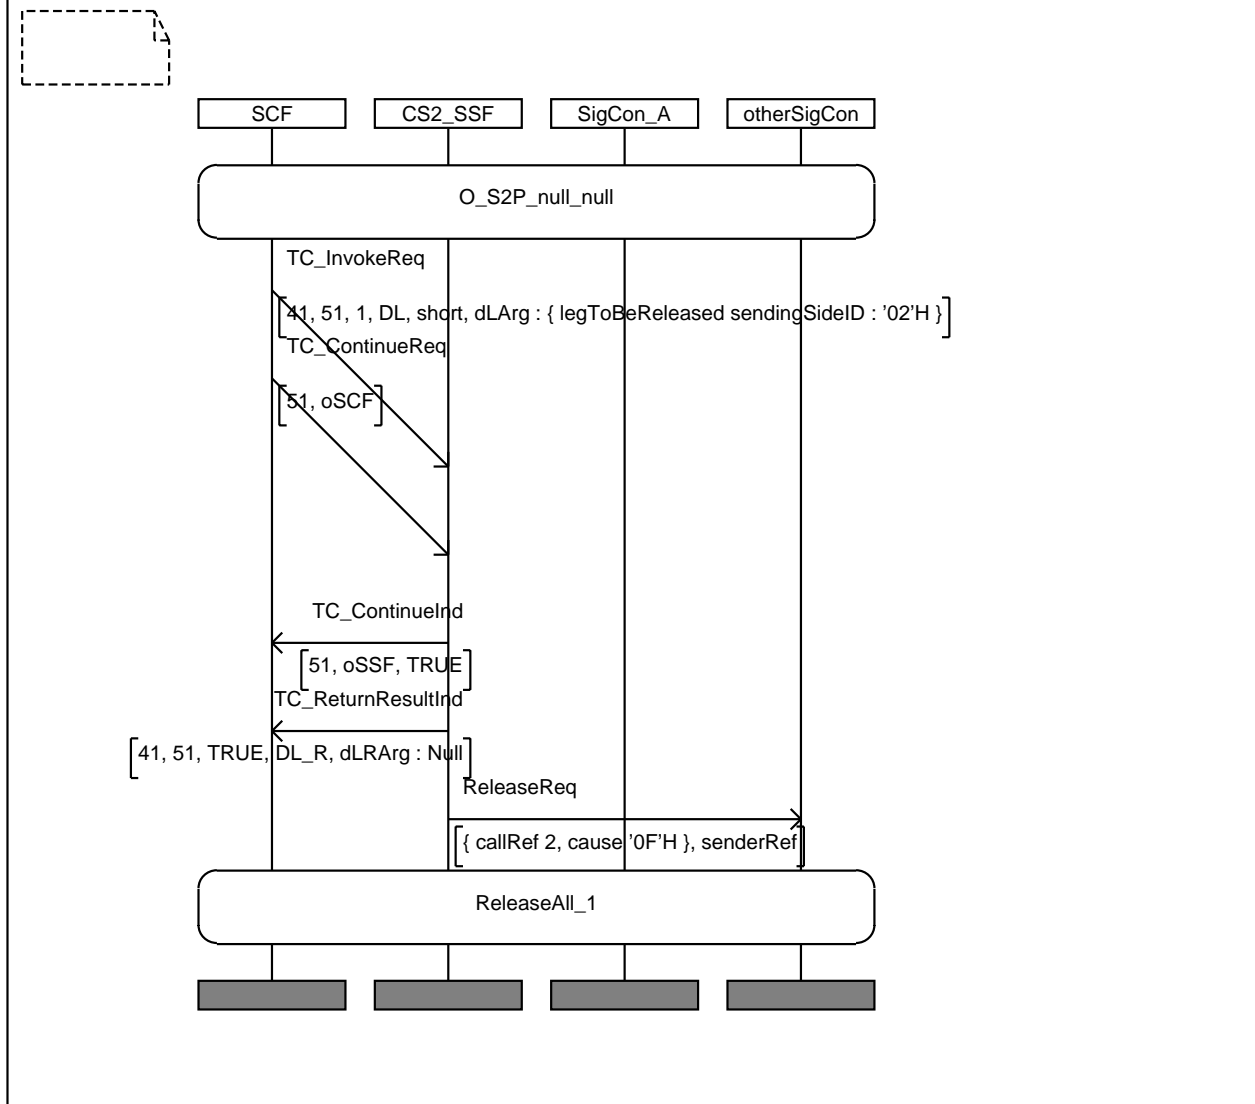 SCF CS2_SSF SigCon_A otherSigCon
O_S2P_null_null
TC_InvokeReq
41, 51, 1, DL, short, dLArg : { legToBeReleased sendingSideID : '02'H }
TC_ContinueReq
51, oSCF
TC_ContinueInd
51, oSSF, TRUE
TC_ReturnResultInd
41, 51, TRUE, DL_R, dLRArg : Null
ReleaseReq
{ callRef 2, cause '0F'H }, senderRef
ReleaseAll_1